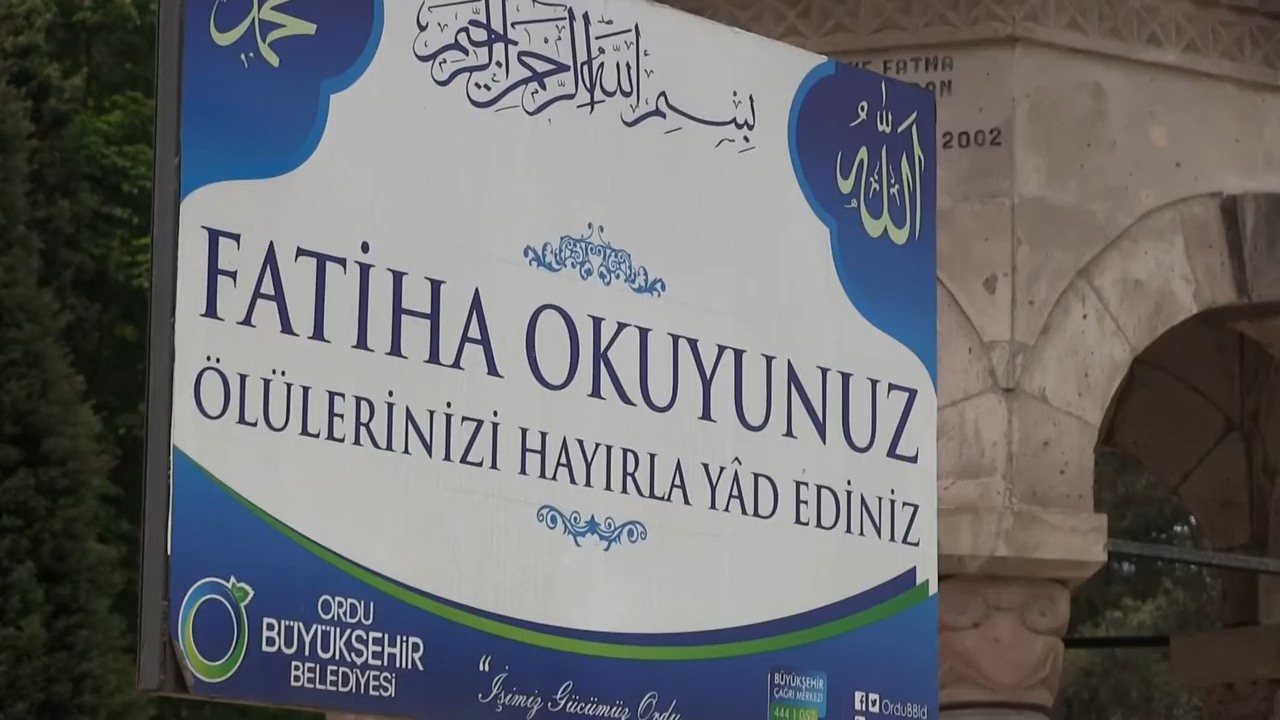 محمد
بسم الله الرحمن الرحيم
الله
FATMA
2002
FATİHA OKUYUNUZ
ÖLÜLERİNİZİ HAYIRLA YÂD EDİNİZ
ORDU
BÜYÜKŞEHİR
BELEDİYESİ
“İşimiz Gücümüz Ordu
BÜYÜKŞEHİR
ÇAĞRI MERKEZİ
OrduBBld